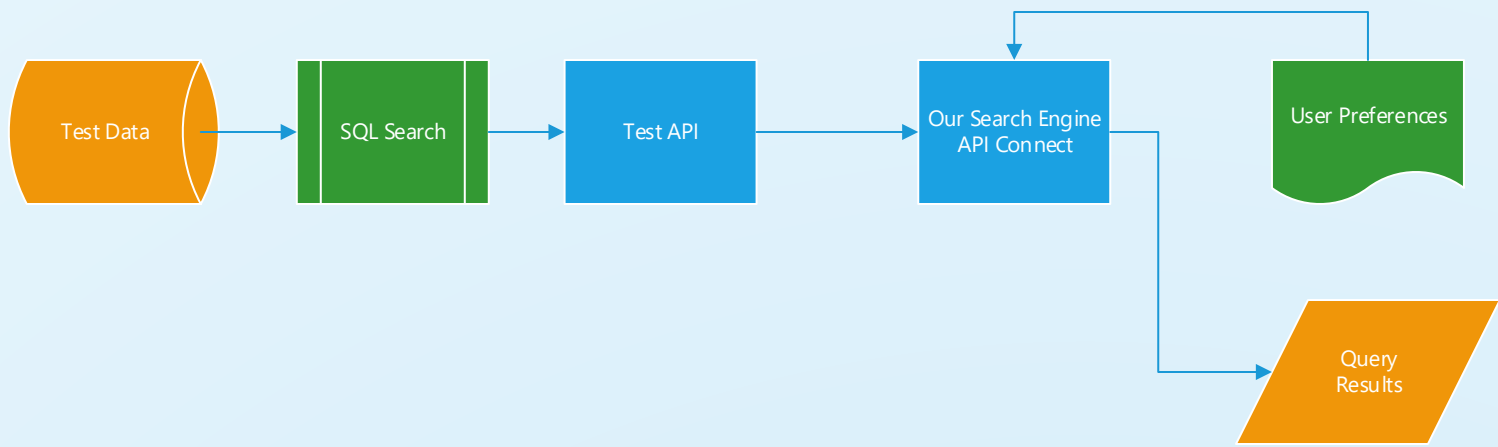 Test Data
SQL Search
Test API
Our Search Engine
API Connect
User Preferences
Query
Results